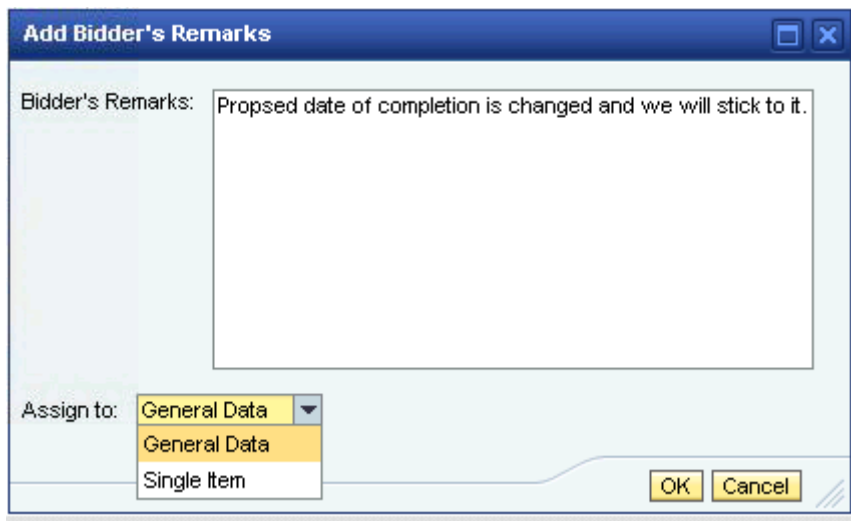 Add Bidder's Remarks
Bidder's Remarks: Propsed date of completion is changed and we will stick to it.
Assign to: General Data
General Data
Single Item
OK Cancel